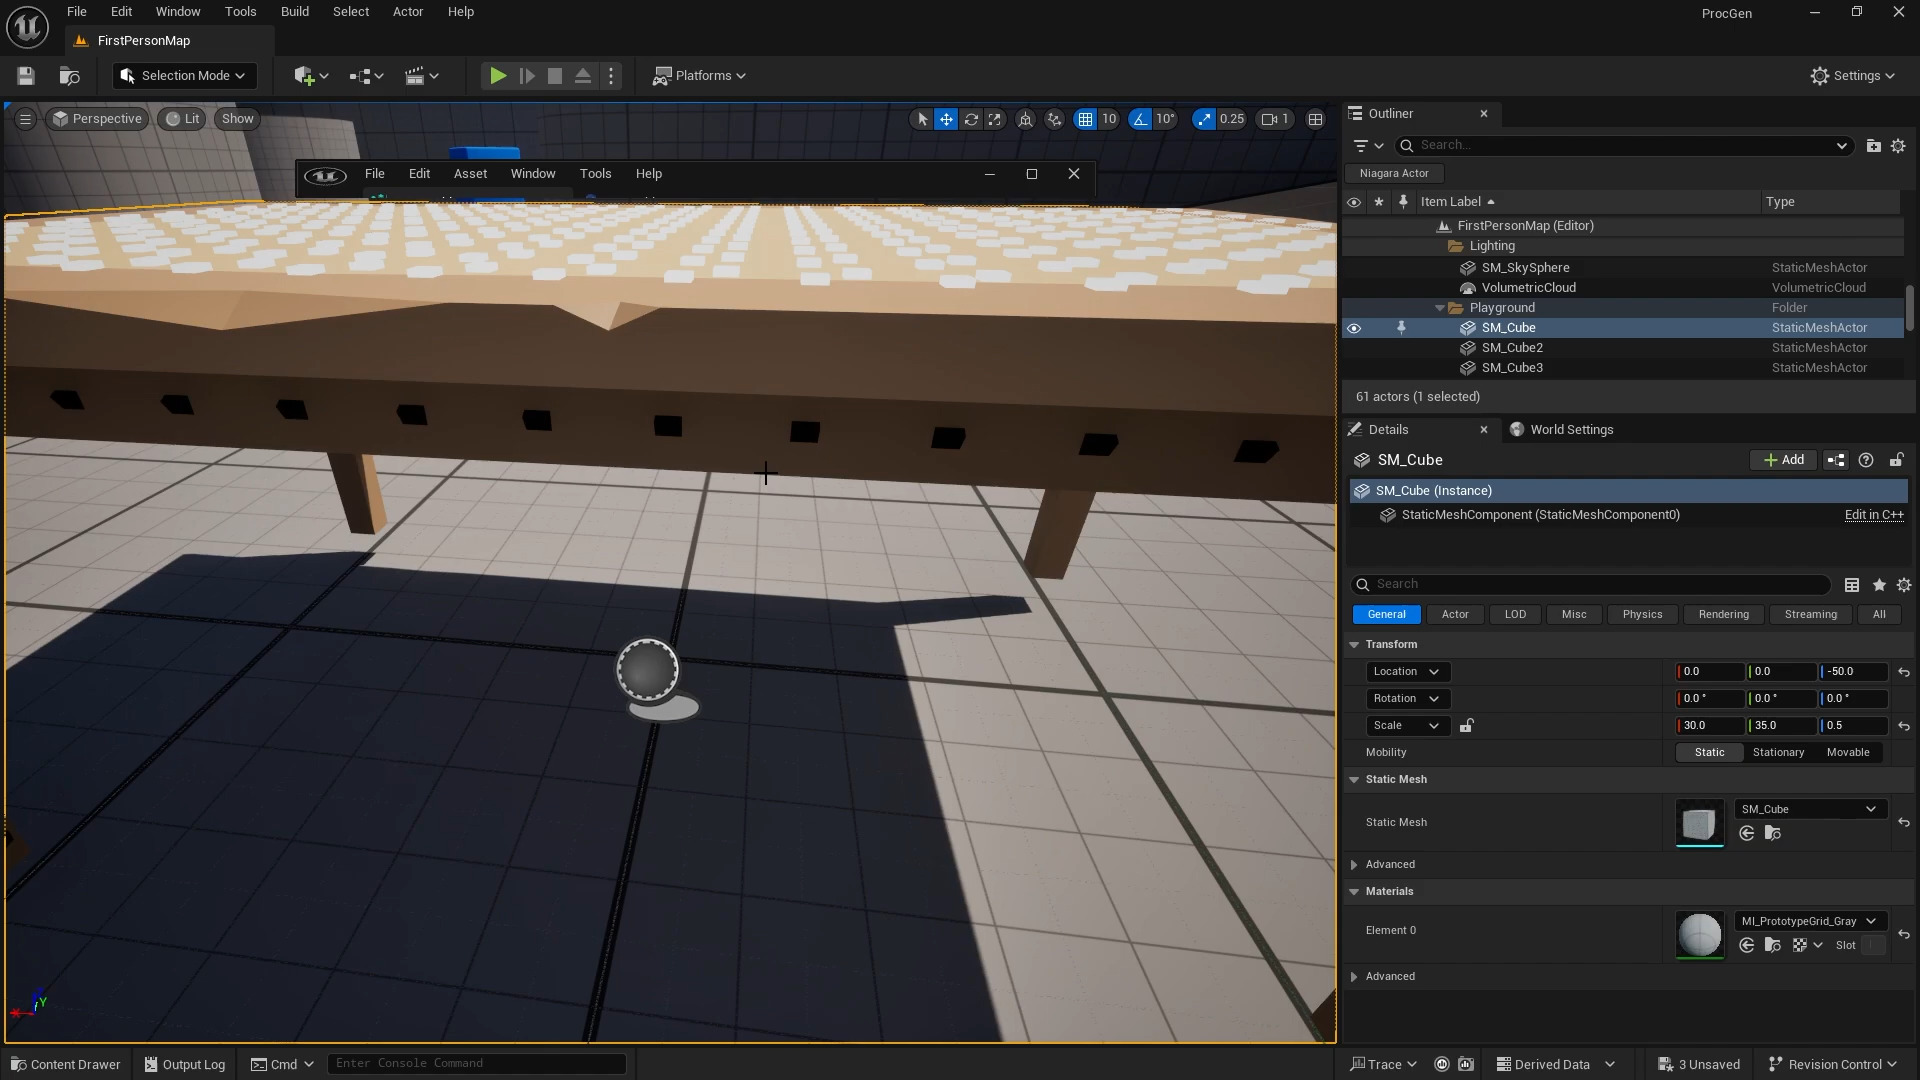 File Edit Window Tools Build Select Actor Help
ProcGen
FirstPersonMap
Selection Mode
Platforms
Settings
Perspective Lit Show
10 10° 0.25 1
File Edit Asset Window Tools Help
Outliner
Search...
Niagara Actor
Item Label Type
FirstPersonMap (Editor)
Lighting
SM_SkySphere StaticMeshActor
VolumetricCloud VolumetricCloud
Playground Folder
SM_Cube StaticMeshActor
SM_Cube2 StaticMeshActor
SM_Cube3 StaticMeshActor
61 actors (1 selected)
Details World Settings
SM_Cube
Add
SM_Cube (Instance)
StaticMeshComponent (StaticMeshComponent0) Edit in C++
Search
General Actor LOD Misc Physics Rendering Streaming All
Transform
Location 0.0 0.0 -50.0
Rotation 0.0 ° 0.0 ° 0.0 °
Scale 30.0 35.0 0.5
Mobility Static Stationary Movable
Static Mesh
Static Mesh SM_Cube
Advanced
Materials
Element 0 MI_PrototypeGrid_Gray
Slot
Advanced
Y
Content Drawer Output Log Cmd Enter Console Command
Trace Derived Data 3 Unsaved Revision Control